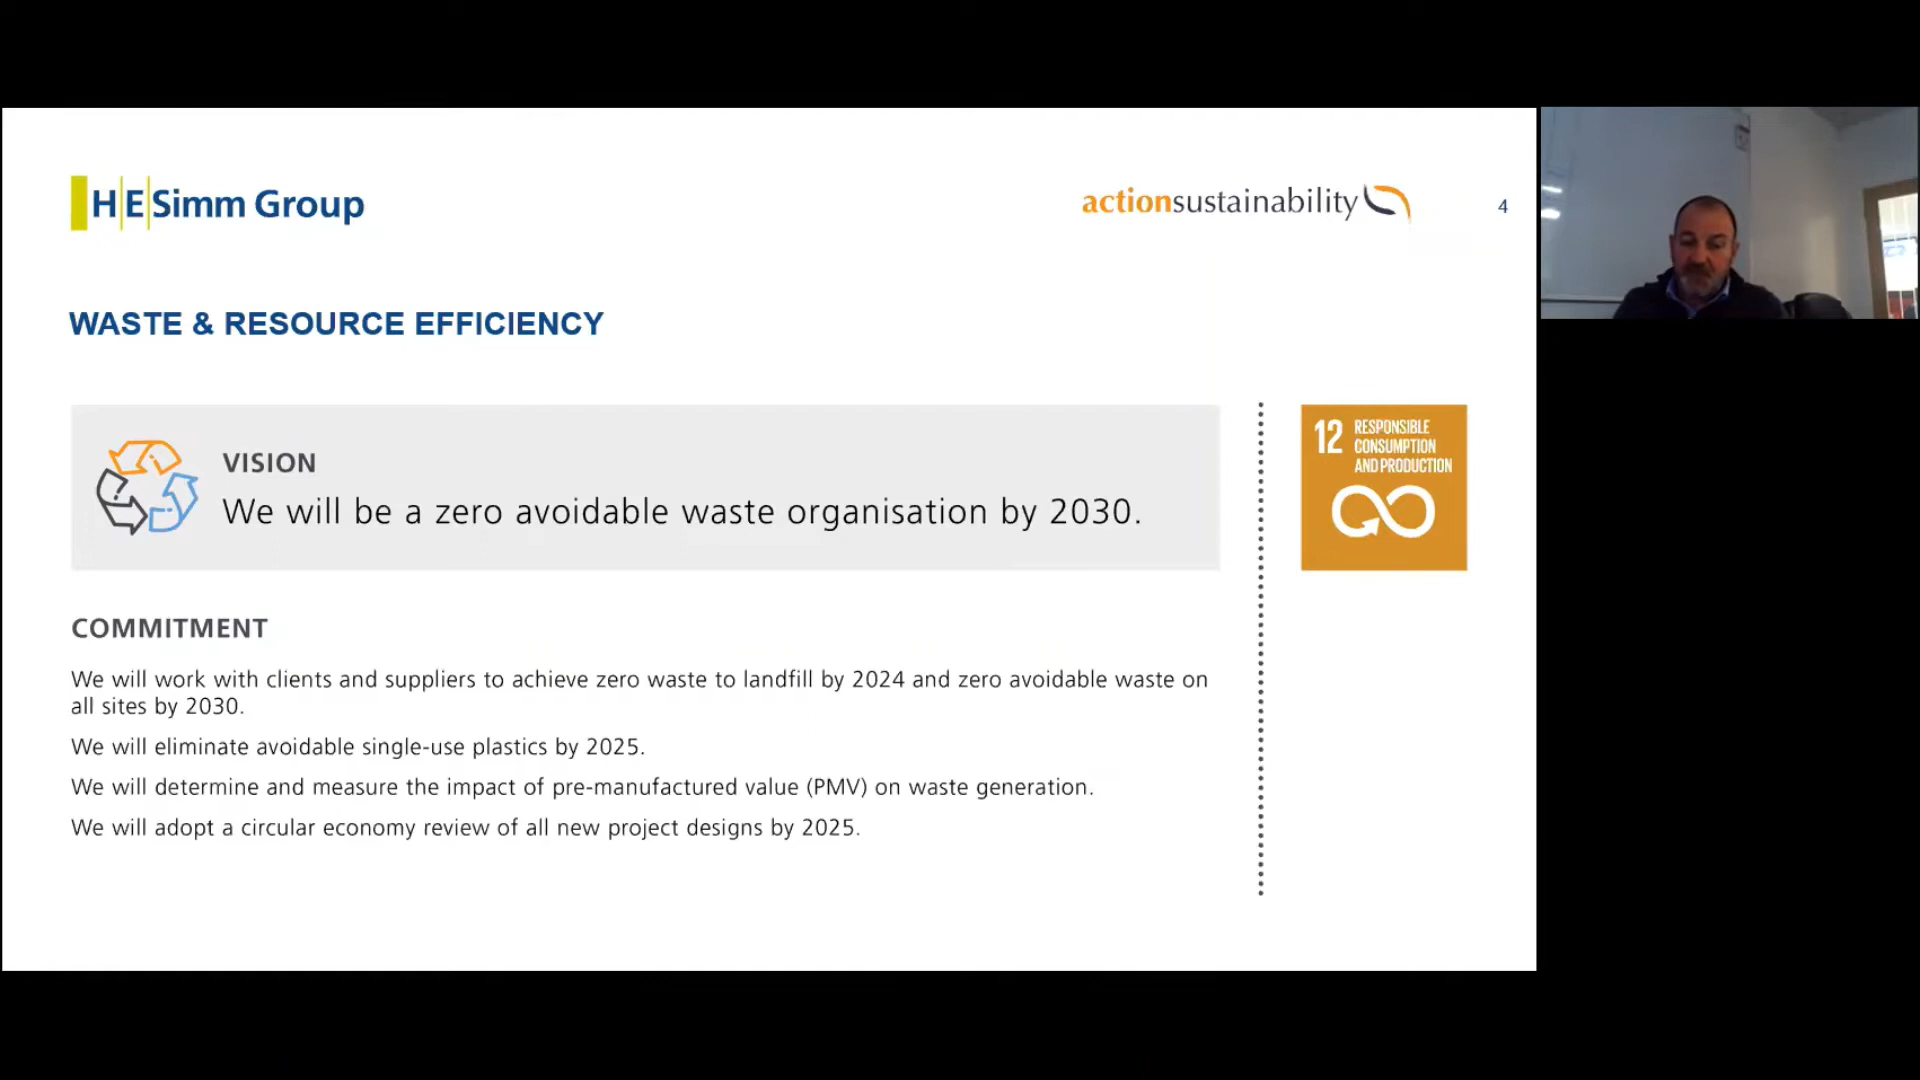 H E Simm Group
actionsustainability
4
WASTE & RESOURCE EFFICIENCY
VISION
We will be a zero avoidable waste organisation by 2030.
12 RESPONSIBLE
CONSUMPTION
AND PRODUCTION
COMMITMENT
We will work with clients and suppliers to achieve zero waste to landfill by 2024 and zero avoidable waste on
all sites by 2030.
We will eliminate avoidable single-use plastics by 2025.
We will determine and measure the impact of pre-manufactured value (PMV) on waste generation.
We will adopt a circular economy review of all new project designs by 2025.